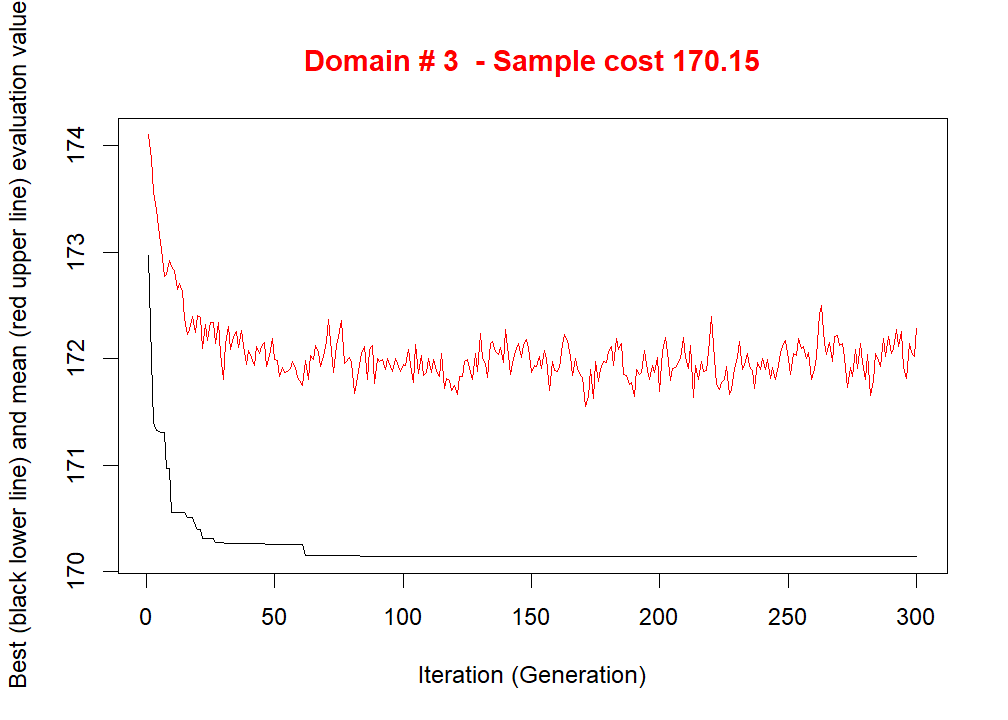 Domain # 3  - Sample cost 170.15
Best (black lower line) and mean (red upper line) evaluation value
174
173
172
171
170
0 50 100 150 200 250 300
Iteration (Generation)